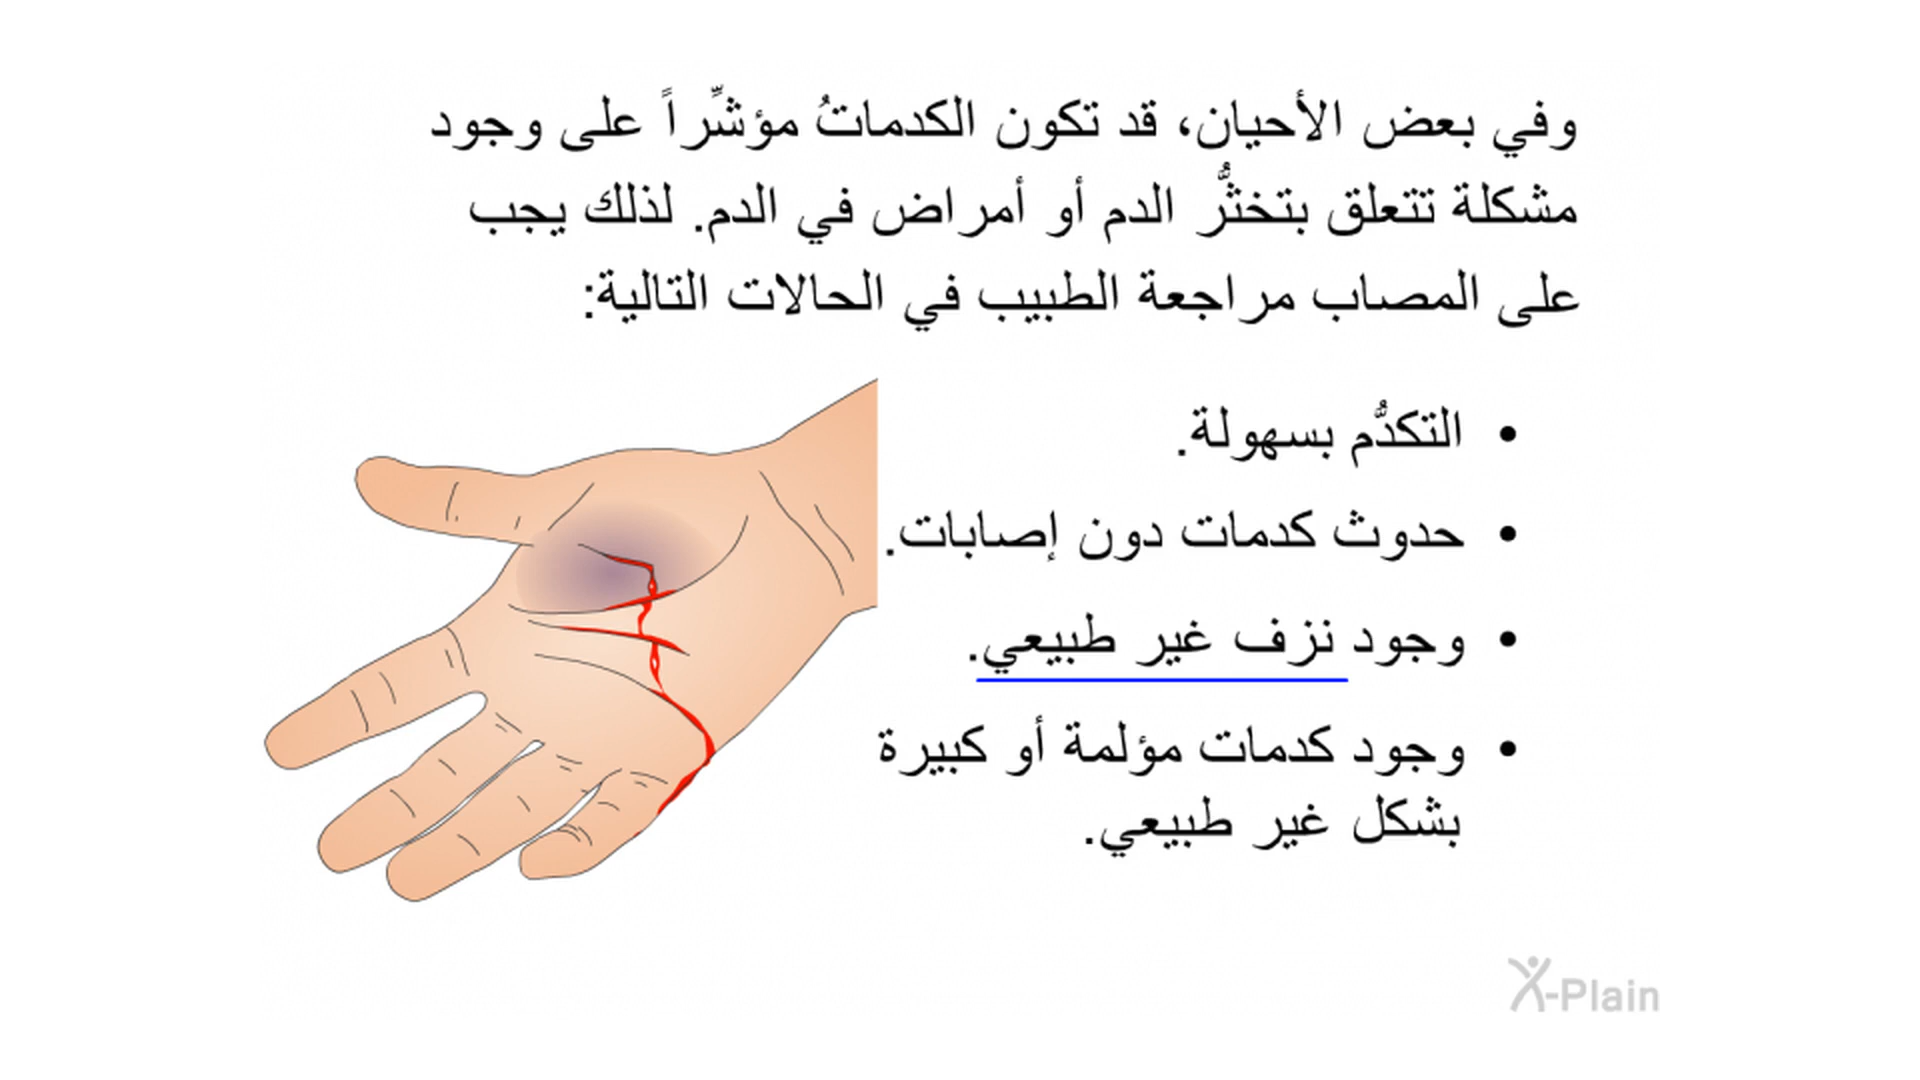 وفي بعض الأحيان، قد تكون الكدماتُ مؤشِّراً على وجود
مشكلة تتعلق بتخثُّر الدم أو أمراض في الدم. لذلك يجب
على المصاب مراجعة الطبيب في الحالات التالية:
• التكدُّم بسهولة.
• حدوث كدمات دون إصابات.
• وجود نزف غير طبيعي.
• وجود كدمات مؤلمة أو كبيرة
بشكل غير طبيعي.
X-Plain